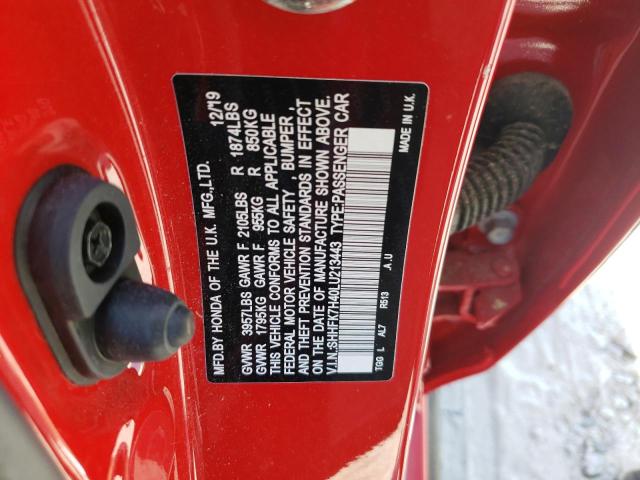 MFD.BY HONDA OF THE U.K. MFG.,LTD. 12/19
GVWR 3957LBS GAWR F 2105LBS R 1874LBS
GVWR 1795KG GAWR F 955KG R 850KG
THIS VEHICLE CONFORMS TO ALL APPLICABLE
FEDERAL MOTOR VEHICLE SAFETY , BUMPER ,
AND THEFT PREVENTION STANDARDS IN EFFECT
ON THE DATE OF MANUFACTURE SHOWN ABOVE.
V.I.N.SHHFK7H40LU213443 TYPE:PASSENGER CAR
TGG L AL7 R513 .A.U MADE IN U.K.